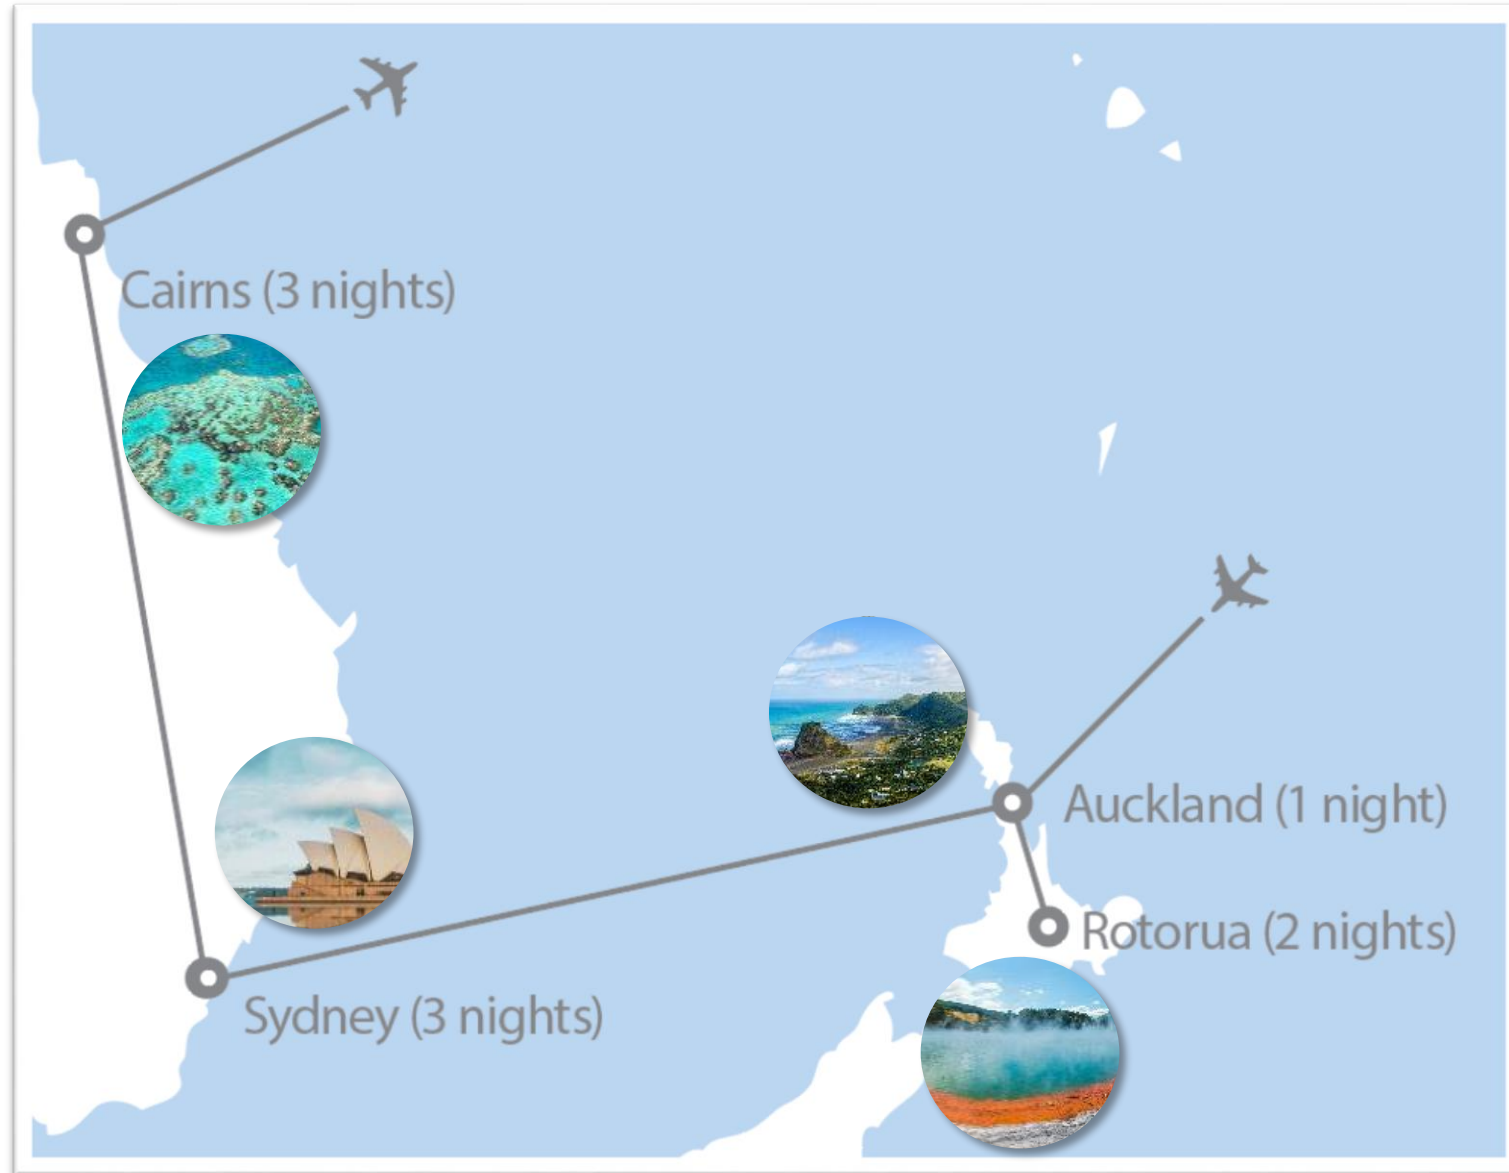 Cairns (3 nights)
Auckland (1 night)
Rotorua (2 nights)
Sydney (3 nights)